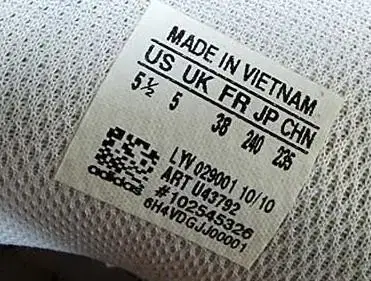 MADE IN VIETNAM
US UK FR JP CHN
5½ 5 38 240 235
LYV 029001 10/10
ART U43792
#102545326
6H4VDGJJ00001
adidas